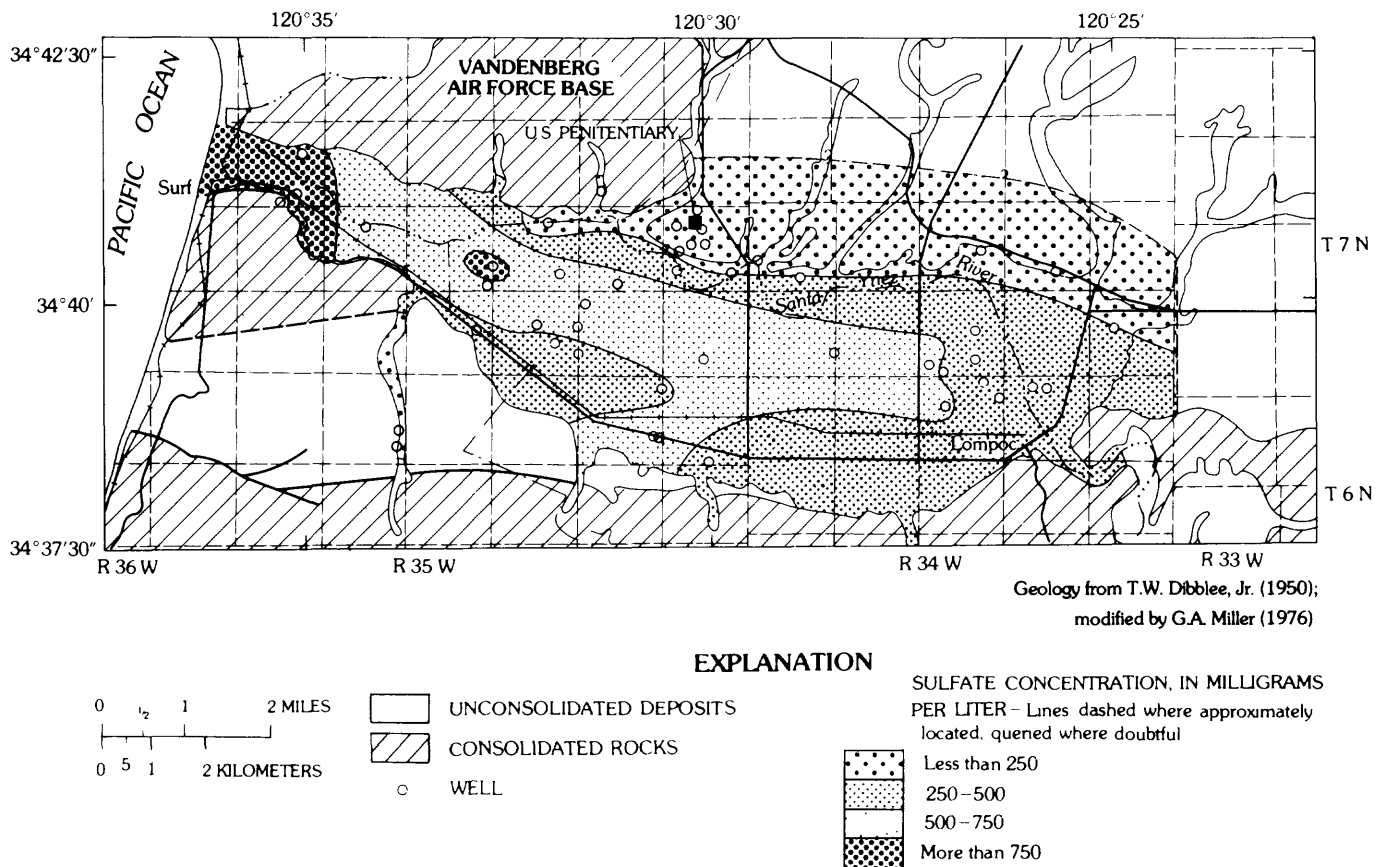 120°35' 120°30' 120°25'
34°42'30"
PACIFIC OCEAN
VANDENBERG
AIR FORCE BASE
U S PENITENTIARY
Surf
T 7 N
Santa Ynez River
34°40'
Lompoc
T 6 N
34°37'30"
R 36 W R 35 W R 34 W R 33 W
Geology from T.W. Dibblee, Jr. (1950);
modified by G.A. Miller (1976)
EXPLANATION
0 1/2 1 2 MILES
0 5 1 2 KILOMETERS
UNCONSOLIDATED DEPOSITS
CONSOLIDATED ROCKS
WELL
SULFATE CONCENTRATION, IN MILLIGRAMS
PER LITER – Lines dashed where approximately
located, quened where doubtful
Less than 250
250–500
500–750
More than 750